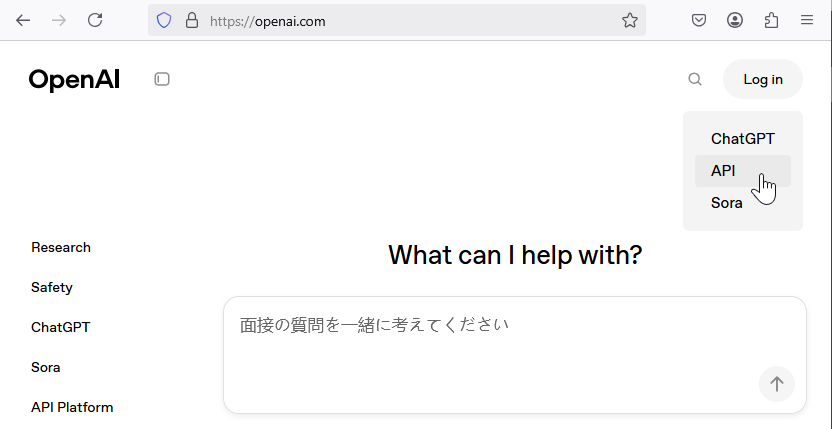 https://openai.com
OpenAI
Log in
ChatGPT
API
Sora
Research
Safety
ChatGPT
Sora
API Platform
What can I help with?
面接の質問を一緒に考えてください